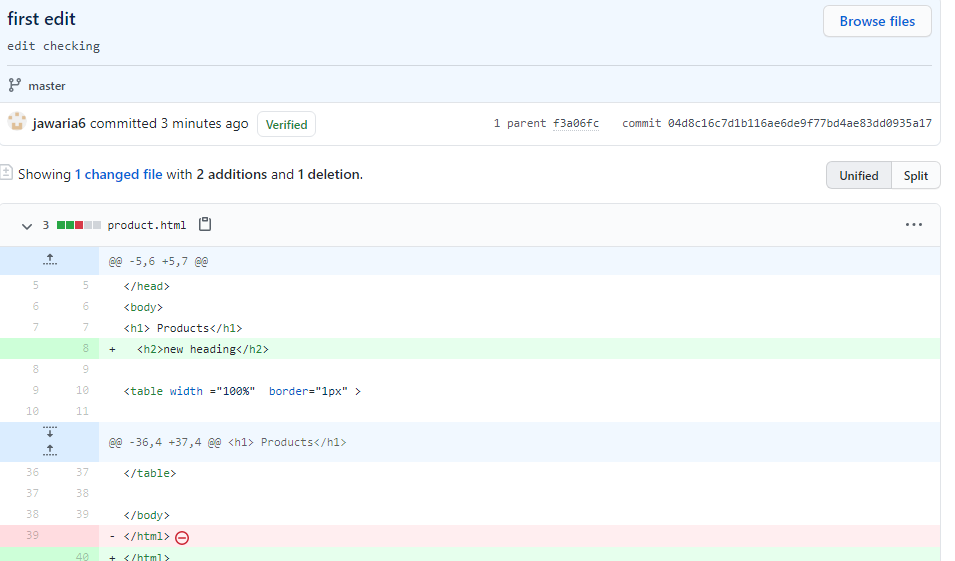 first edit
Browse files
edit checking
master
jawaria6 committed 3 minutes ago Verified 1 parent f3a06fc commit 04d8c16c7d1b116ae6de9f77bd4ae83dd0935a17
Showing 1 changed file with 2 additions and 1 deletion.
Unified Split
3 product.html
@@ -5,6 +5,7 @@
5 5 </head>
6 6 <body>
7 7 <h1> Products</h1>
8 + <h2>new heading</h2>
8 9
9 10 <table width ="100%"  border="1px" >
10 11
@@ -36,4 +37,4 @@ <h1> Products</h1>
36 37 </table>
37 38
38 39 </body>
39 - </html>
40 + </html>